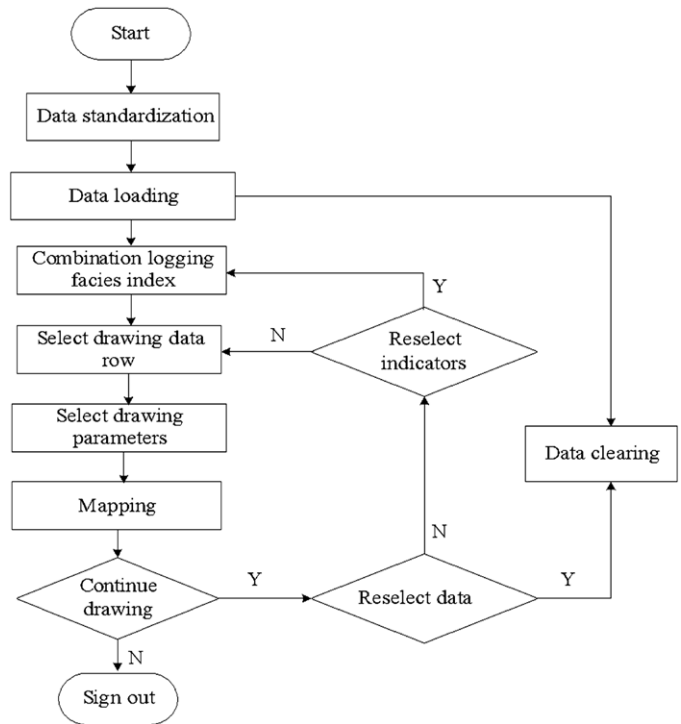 Start
Data standardization
Data loading
Combination logging
facies index
Y
Select drawing data
row
N
Reselect
indicators
Select drawing
parameters
Data clearing
Mapping
N
Continue
drawing
Y
Reselect data
Y
N
Sign out